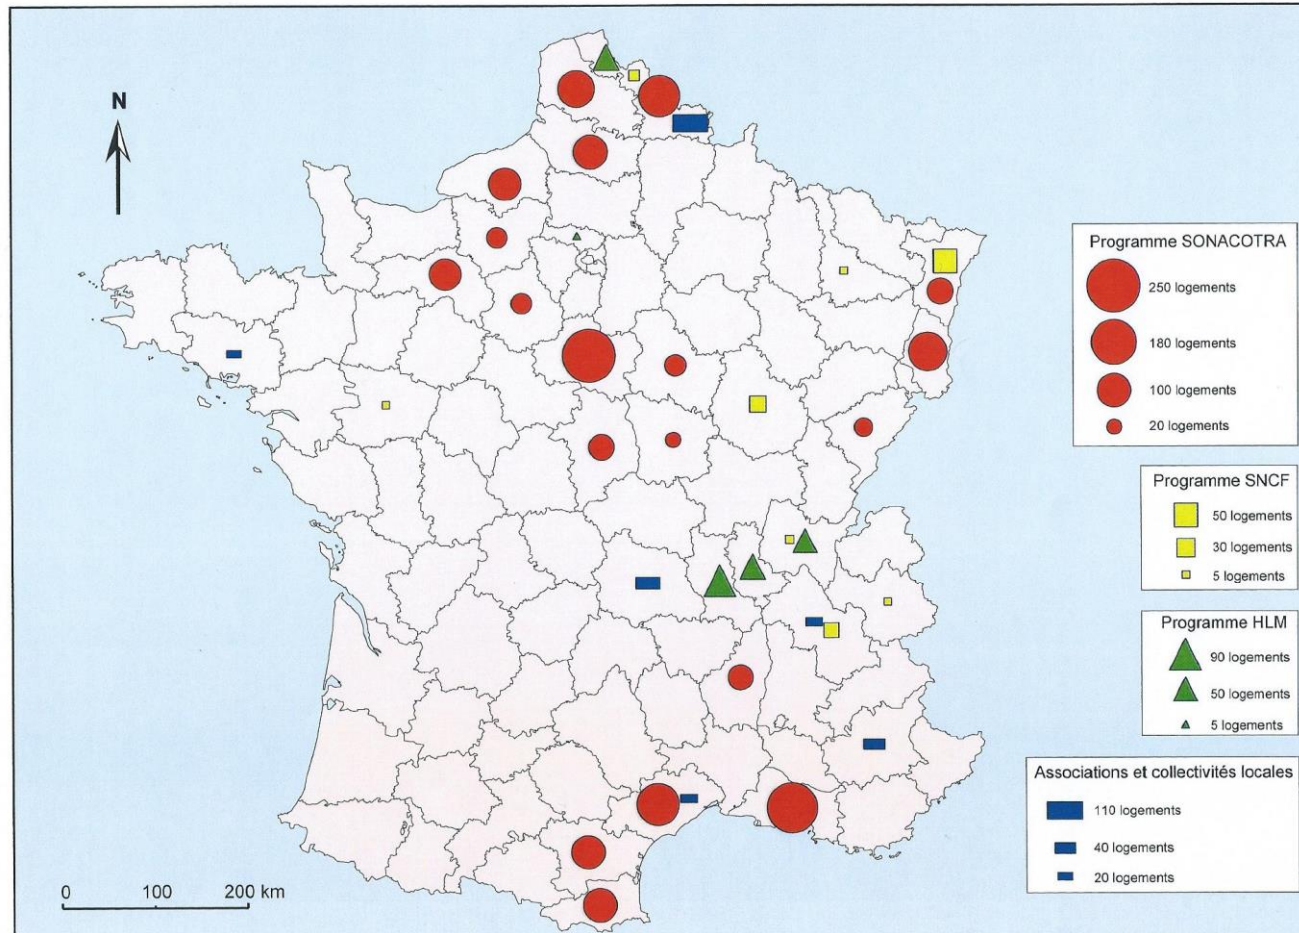 N
Programme SONACOTRA
250 logements
180 logements
100 logements
20 logements
Programme SNCF
50 logements
30 logements
5 logements
Programme HLM
90 logements
50 logements
5 logements
Associations et collectivités locales
110 logements
40 logements
20 logements
0 100 200 km